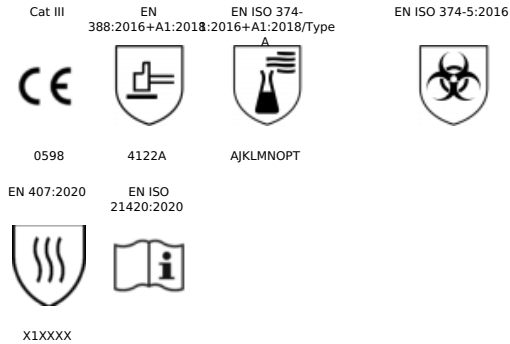 Cat III
EN
388:2016+A1:2018
EN ISO 374-
1:2016+A1:2018/Type
A
EN ISO 374-5:2016
CE
0598
4122A
AJKLMNOPT
EN 407:2020
EN ISO
21420:2020
i
X1XXXX